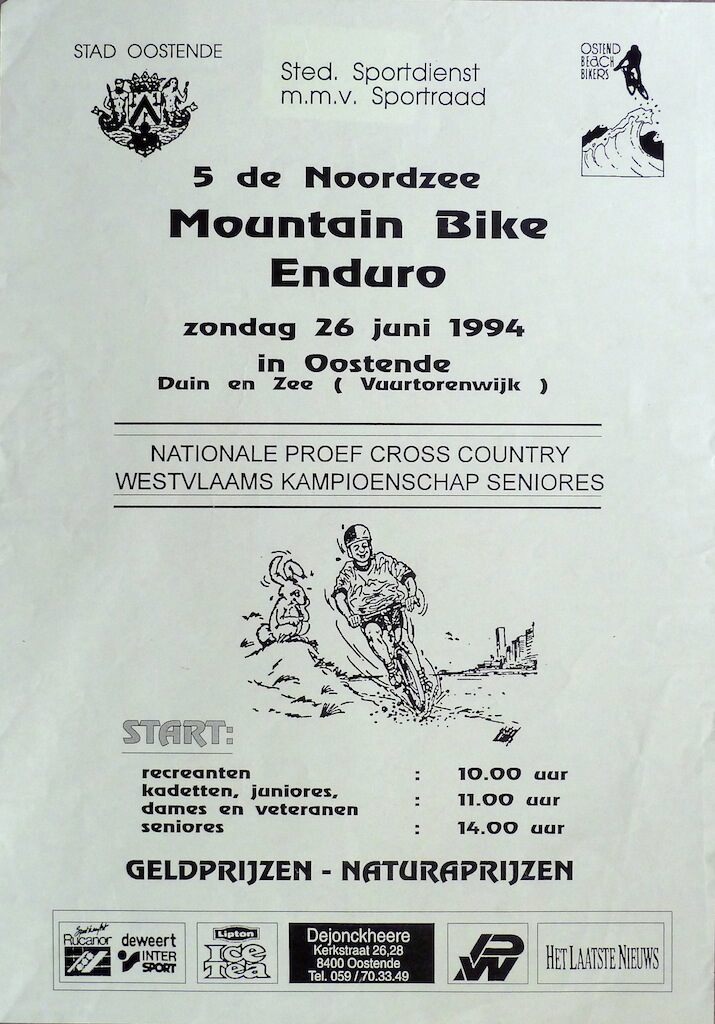 STAD OOSTENDE
Sted. Sportdienst
m.m.v. Sportraad
OSTEND
BEACH
BIKERS
5 de Noordzee
Mountain Bike
Enduro
zondag 26 juni 1994
in Oostende
Duin en Zee ( Vuurtorenwijk )
NATIONALE PROEF CROSS COUNTRY
WESTVLAAMS KAMPIOENSCHAP SENIORES
START:
recreanten : 10.00 uur
kadetten, juniores,
dames en veteranen : 11.00 uur
seniores : 14.00 uur
GELDPRIJZEN - NATURAPRIJZEN
Rucanor
deweert
INTER
SPORT
Lipton
ICE
TEA
Dejonckheere
Kerkstraat 26,28
8400 Oostende
Tel. 059 / 70.33.49
HET LAATSTE NIEUWS